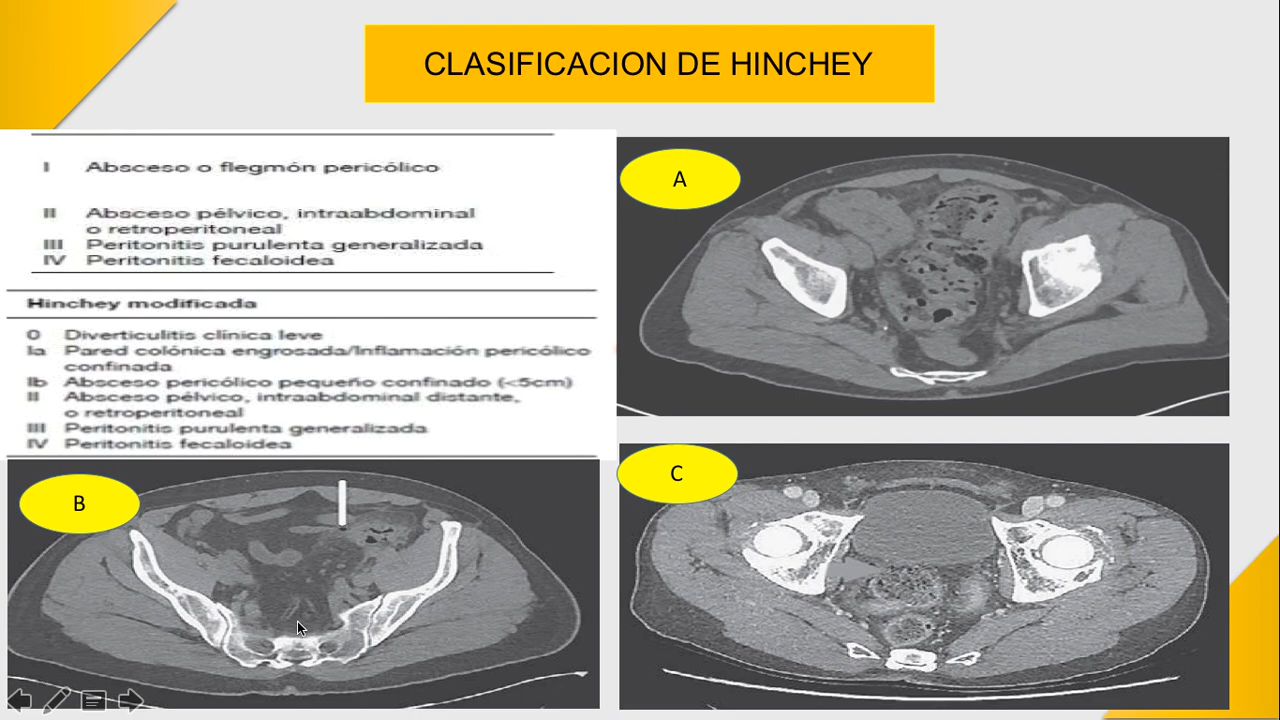 CLASIFICACION DE HINCHEY
I Absceso o flegmón pericólico
II Absceso pélvico, intraabdominal
o retroperitoneal
III Peritonitis purulenta generalizada
IV Peritonitis fecaloidea
Hinchey modificada
0 Diverticulitis clínica leve
Ia Pared colónica engrosada/Inflamación pericólico
confinada
Ib Absceso pericólico pequeño confinado (<5cm)
II Absceso pélvico, intraabdominal distante,
o retroperitoneal
III Peritonitis purulenta generalizada
IV Peritonitis fecaloidea
A
B
C